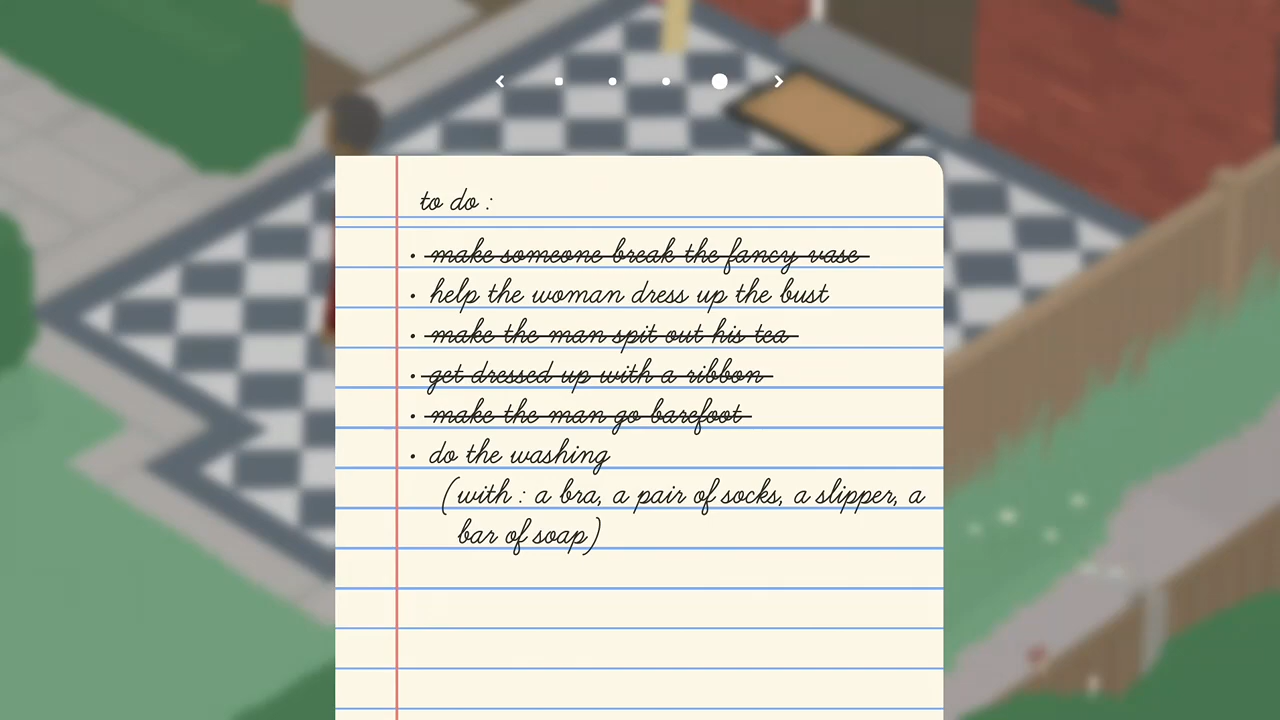 to do :
• make someone break the fancy vase
• help the woman dress up the bust
• make the man spit out his tea
• get dressed up with a ribbon
• make the man go barefoot
• do the washing
(with : a bra, a pair of socks, a slipper, a
bar of soap)